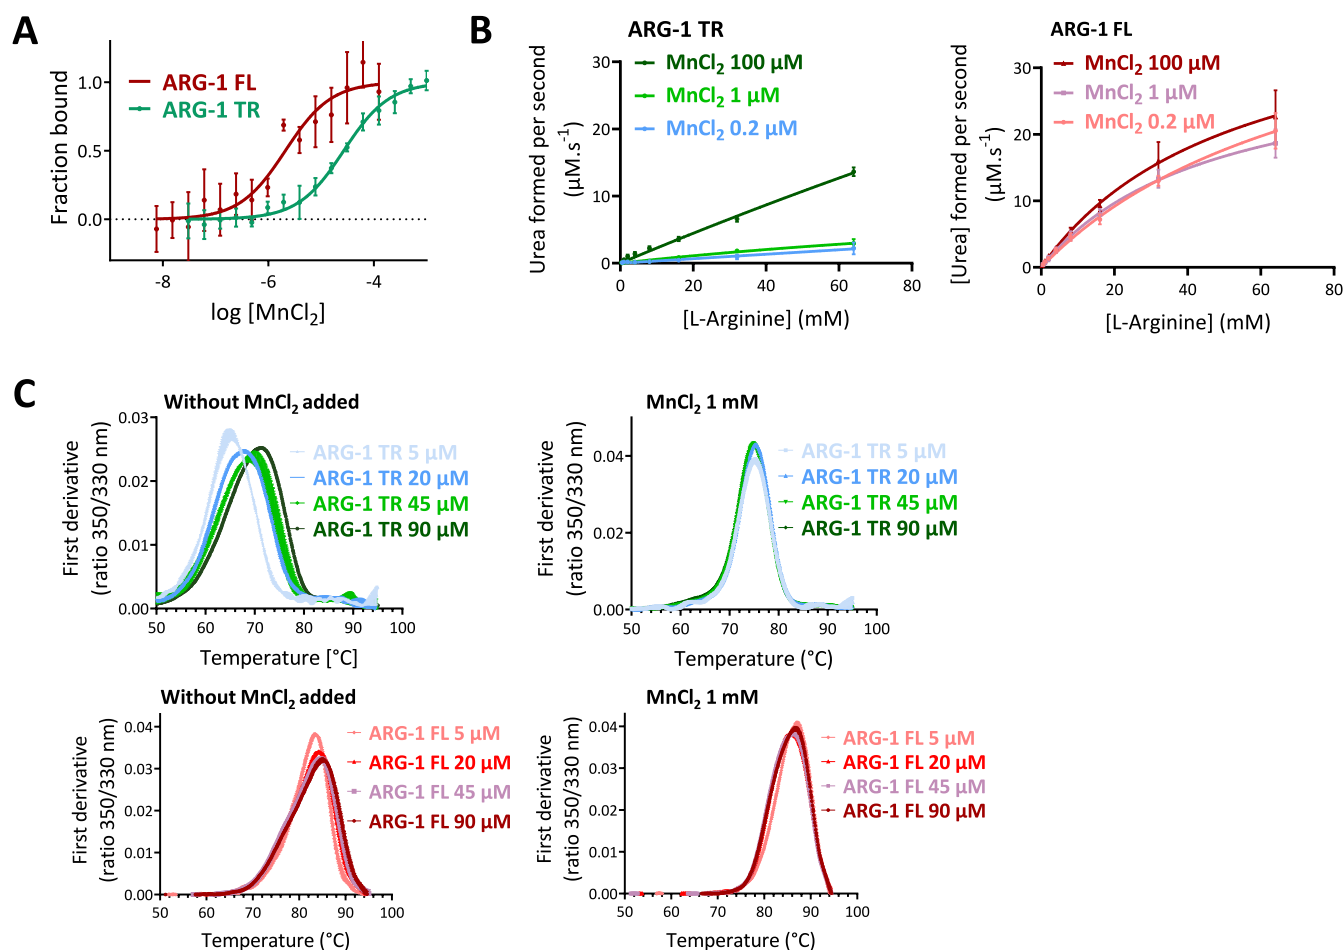 A
ARG-1 FL
ARG-1 TR
Fraction bound
1.0
0.5
0.0
-8
-6
-4
log [MnCl2]
B
ARG-1 TR
MnCl2 100 µM
MnCl2 1 µM
MnCl2 0.2 µM
Urea formed per second
(µM.s-1)
30
20
10
0
0
20
40
60
80
[L-Arginine] (mM)
ARG-1 FL
MnCl2 100 µM
MnCl2 1 µM
MnCl2 0.2 µM
[Urea] formed per second
(µM.s-1)
30
20
10
0
0
20
40
60
80
[L-Arginine] (mM)
C
Without MnCl2 added
ARG-1 TR 5 µM
ARG-1 TR 20 µM
ARG-1 TR 45 µM
ARG-1 TR 90 µM
First derivative
(ratio 350/330 nm)
0.03
0.02
0.01
0.00
50
60
70
80
90
100
Temperature [°C]
MnCl2 1 mM
ARG-1 TR 5 µM
ARG-1 TR 20 µM
ARG-1 TR 45 µM
ARG-1 TR 90 µM
First derivative
(ratio 350/330 nm)
0.04
0.02
0.00
50
60
70
80
90
100
Temperature (°C)
Without MnCl2 added
ARG-1 FL 5 µM
ARG-1 FL 20 µM
ARG-1 FL 45 µM
ARG-1 FL 90 µM
First derivative
(ratio 350/330 nm)
0.04
0.03
0.02
0.01
0.00
50
60
70
80
90
100
Temperature (°C)
MnCl2 1 mM
ARG-1 FL 5 µM
ARG-1 FL 20 µM
ARG-1 FL 45 µM
ARG-1 FL 90 µM
First derivative
(ratio 350/330 nm)
0.04
0.03
0.02
0.01
0.00
50
60
70
80
90
100
Temperature (°C)